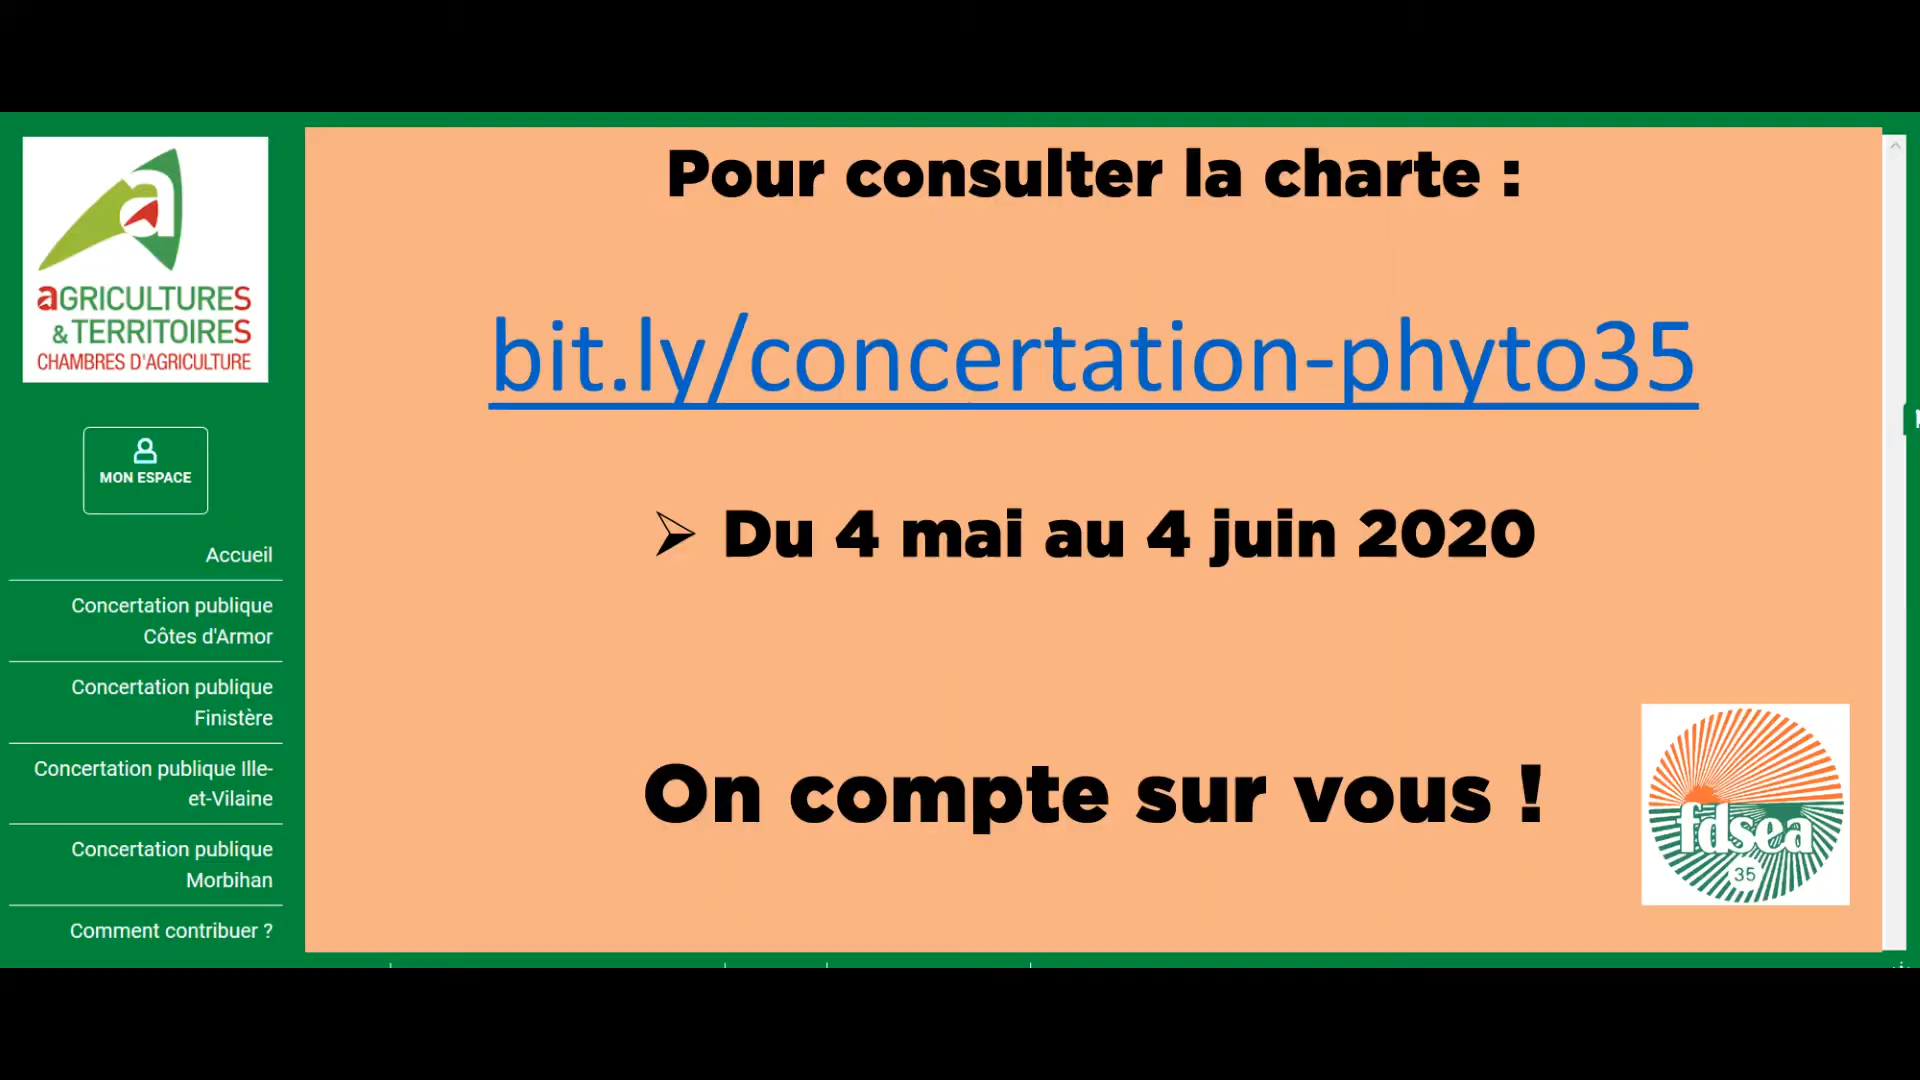 aGRICULTURES
& TERRITOIRES
CHAMBRES D'AGRICULTURE
MON ESPACE
Accueil
Concertation publique
Côtes d'Armor
Concertation publique
Finistère
Concertation publique Ille-
et-Vilaine
Concertation publique
Morbihan
Comment contribuer ?
Pour consulter la charte :
bit.ly/concertation-phyto35
➢ Du 4 mai au 4 juin 2020
On compte sur vous !
fdsea
35